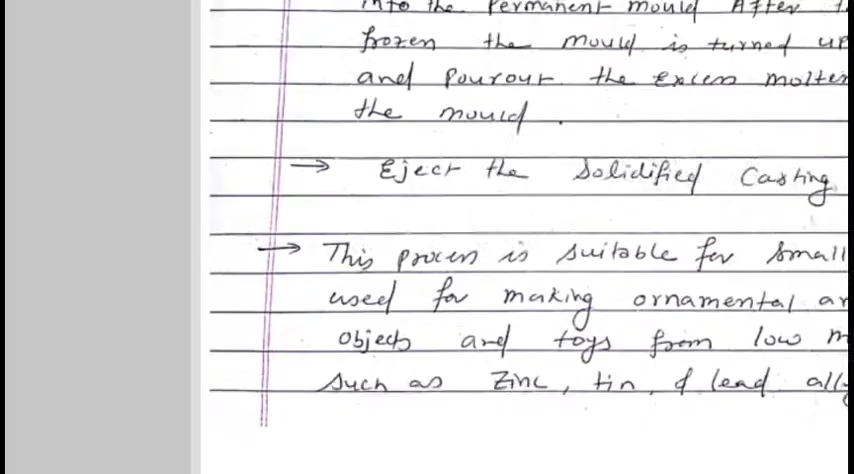 into the Permanent mould After
frozen the mould is turned up
and Pourout the excess molten
the mould .
→ Eject the Solidified Casting
→ This process is suitable for small
used for making ornamental
objects and toys from low
such as Zinc, tin, & lead